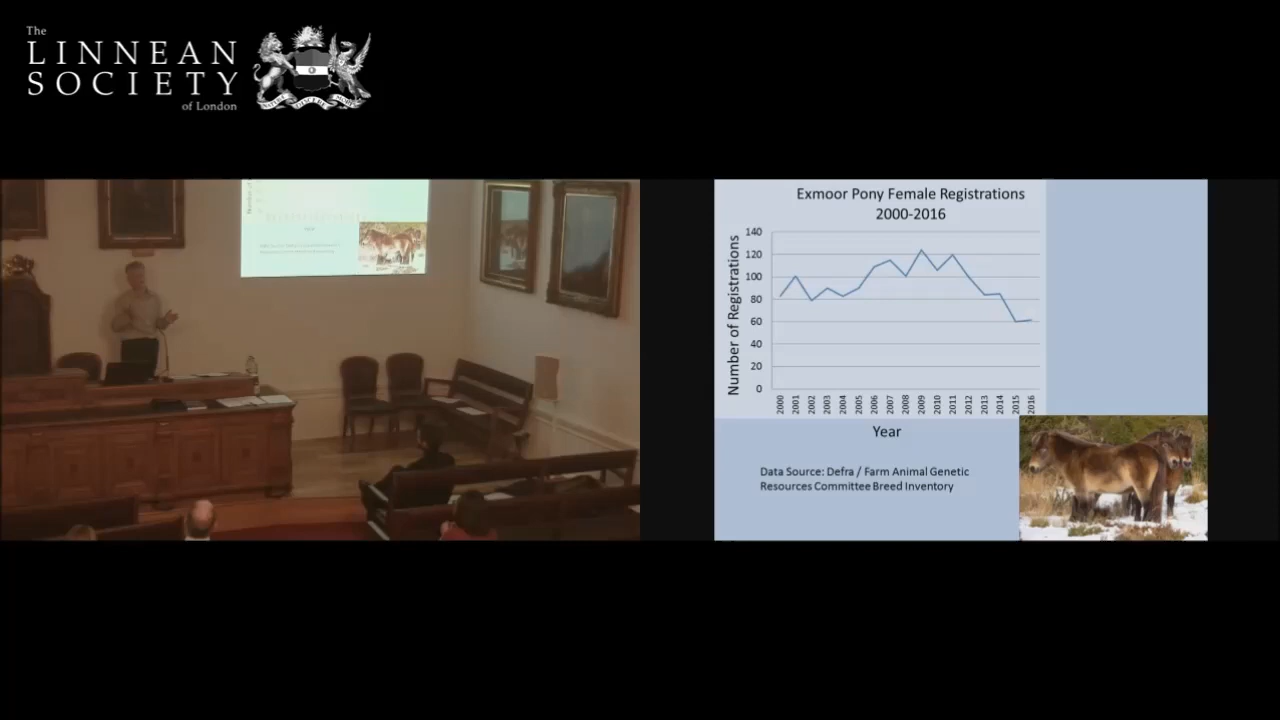 The
LINNEAN
SOCIETY
of London
Exmoor Pony Female Registrations
2000-2016
Number of Registrations
140
120
100
80
60
40
20
0
2000
2001
2002
2003
2004
2005
2006
2007
2008
2009
2010
2011
2012
2013
2014
2015
2016
Year
Data Source: Defra / Farm Animal Genetic
Resources Committee Breed Inventory